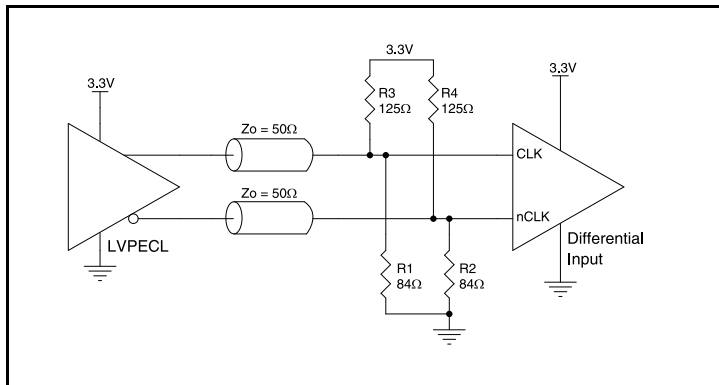 3.3V
3.3V
3.3V
R3
125Ω
R4
125Ω
Zo = 50Ω
CLK
Zo = 50Ω
nCLK
LVPECL
Differential
Input
R1
84Ω
R2
84Ω